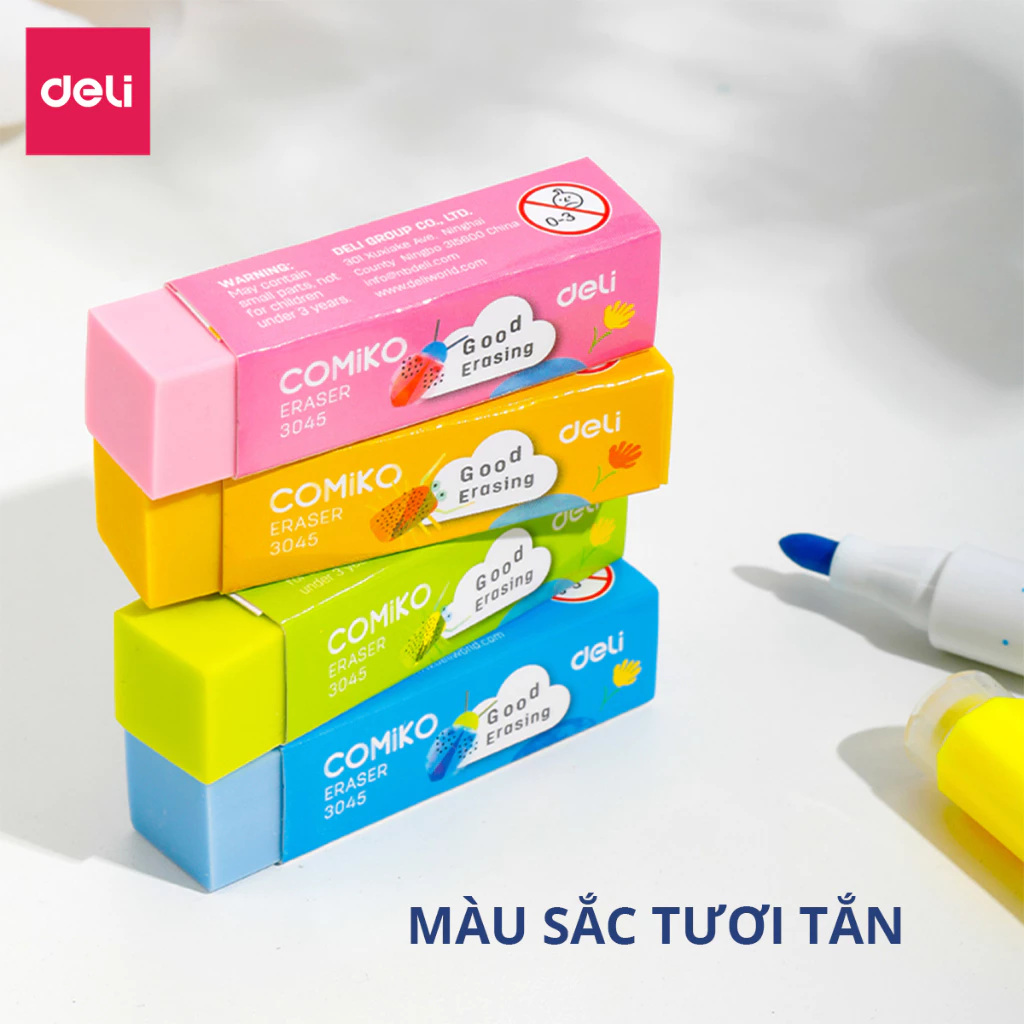 deli
WARNING:
May contain
small parts, not
for children
under 3 years.
DELI GROUP CO., LTD.
301 Xuxiake Ave. Ninghai
County Ningbo 315600 China
info@nbdeli.com
www.deliworld.com
0-3
deli
COMiKO
ERASER
3045
Good
Erasing
deli
COMiKO
ERASER
3045
Good
Erasing
under 3
deli
COMiKO
ERASER
3045
Good
Erasing
deli
COMiKO
ERASER
3045
Good
Erasing
MÀU SẮC TƯƠI TẮN